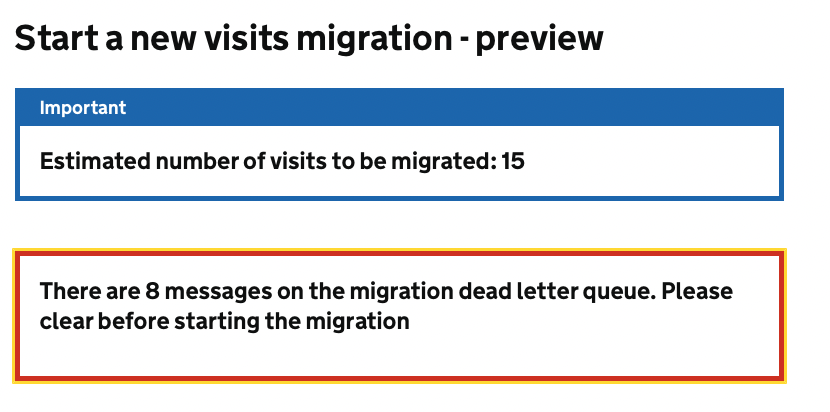 Start a new visits migration - preview
Important
Estimated number of visits to be migrated: 15
There are 8 messages on the migration dead letter queue. Please
clear before starting the migration